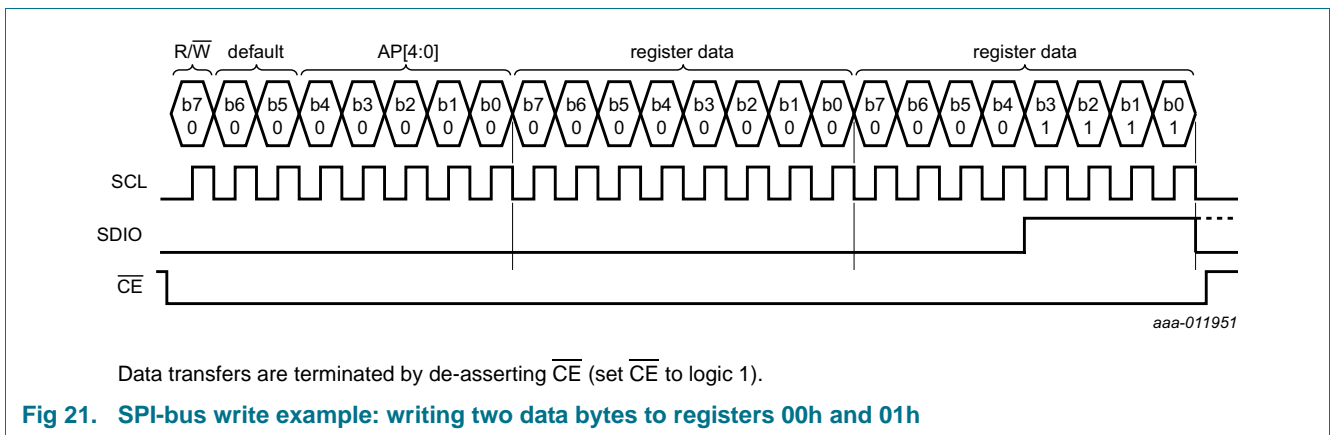 R/W default AP[4:0] register data register data
b7 b6 b5 b4 b3 b2 b1 b0 b7 b6 b5 b4 b3 b2 b1 b0 b7 b6 b5 b4 b3 b2 b1 b0
0 0 0 0 0 0 0 0 0 0 0 0 0 0 0 0 0 0 0 0 1 1 1 1
SCL
SDIO
CE
aaa-011951
Data transfers are terminated by de-asserting CE (set CE to logic 1).
Fig 21. SPI-bus write example: writing two data bytes to registers 00h and 01h